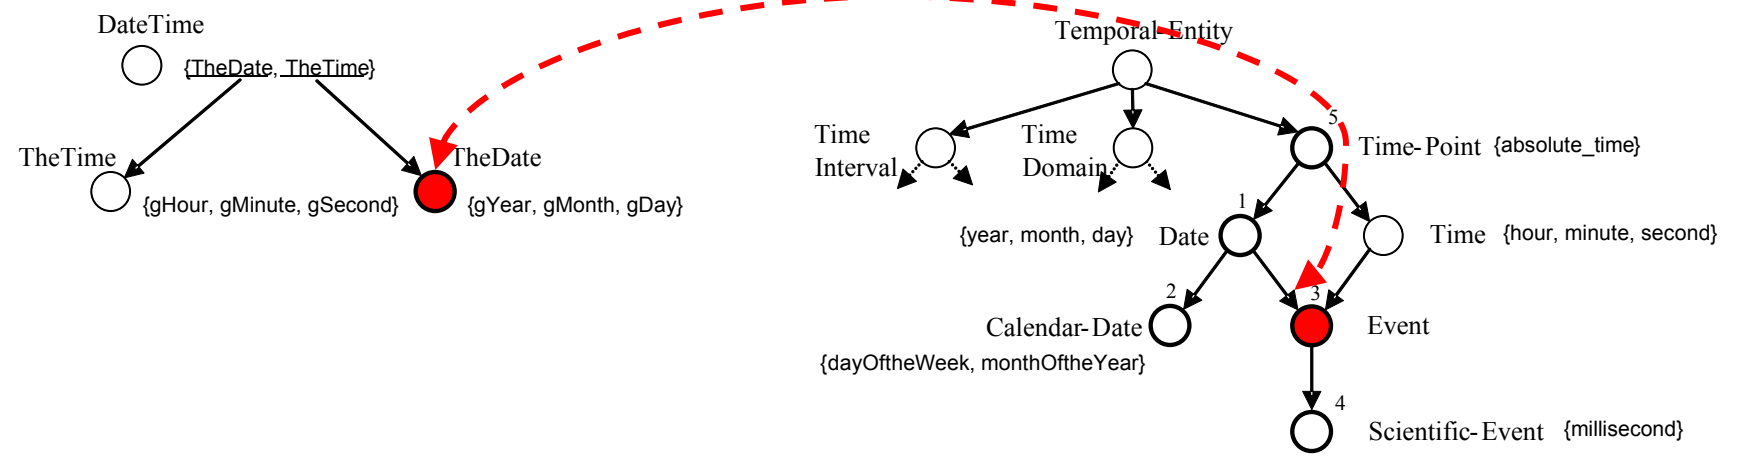 DateTime
{TheDate, TheTime}
TheTime
{gHour, gMinute, gSecond}
TheDate
{gYear, gMonth, gDay}
Temporal-Entity
Time
Interval
Time
Domain
5
Time-Point {absolute_time}
1
{year, month, day} Date
Time {hour, minute, second}
2
Calendar-Date
{dayOftheWeek, monthOftheYear}
3
Event
4
Scientific-Event {millisecond}